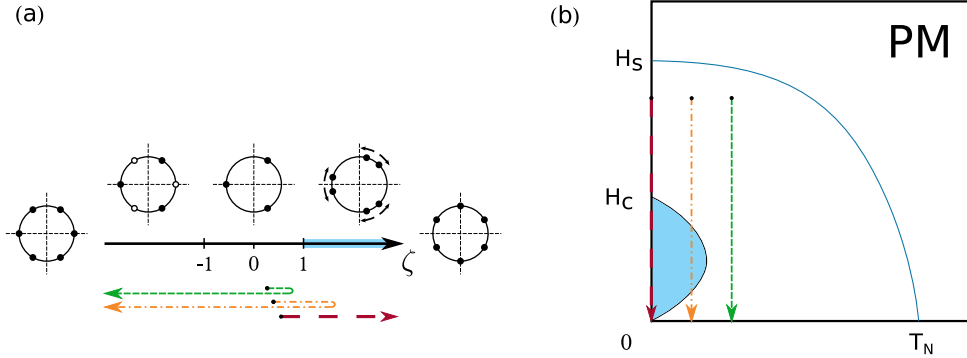 (a)
-1 0 1 ζ
(b)
PM
H_S
H_C
0 T_N